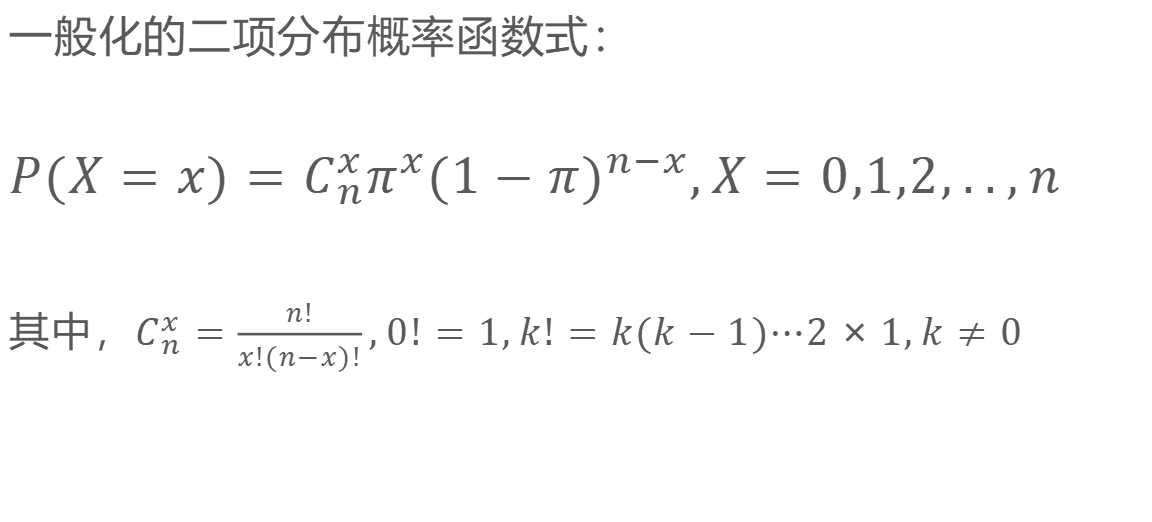 一般化的二项分布概率函数式：
P(X = x) = C_n^x π^x (1 − π)^{n−x}, X = 0,1,2, . . , n
其中，C_n^x = \frac{n!}{x!(n−x)!}, 0! = 1, k! = k(k − 1)⋯2 × 1, k ≠ 0